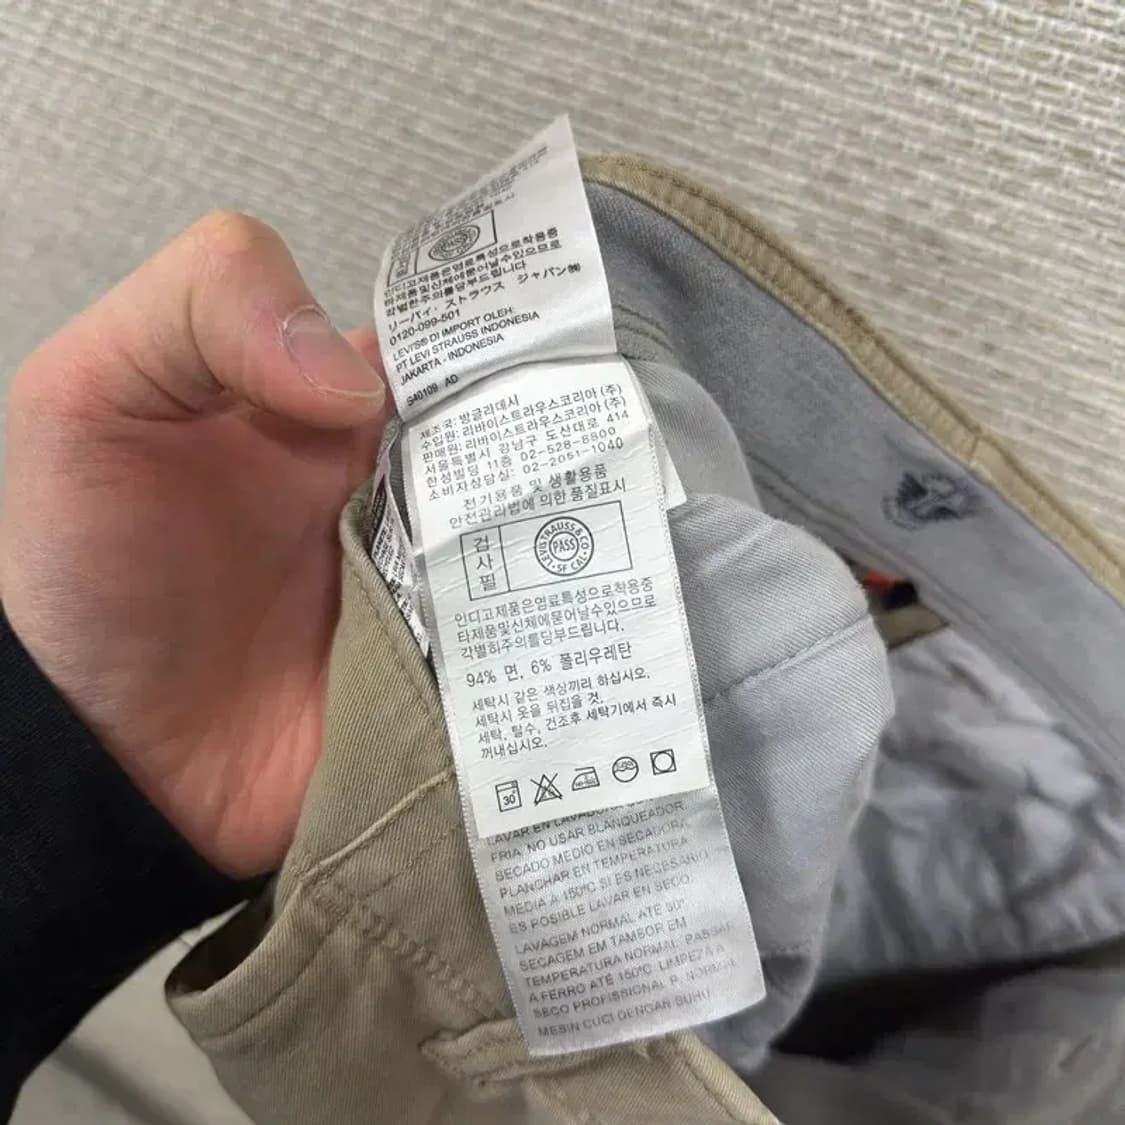 PASS
인디고제품은염료특성으로착용중
타제품및신체에묻어날수있으므로
각별한주의를당부드립니다
リーバイ・ストラウス ジャパン㈱
0120-099-501
LEVI'S® DI IMPORT OLEH:
PT LEVI STRAUSS INDONESIA
JAKARTA - INDONESIA
S40109 AD
제조국: 방글라데시
수입원: 리바이스트라우스코리아 (주)
판매원: 리바이스트라우스코리아 (주)
서울특별시 강남구 도산대로 414
한성빌딩 11층 02-528-8800
소비자상담실: 02-2051-1040
전기용품 및 생활용품
안전관리법에 의한 품질표시
검사필
LEVI STRAUSS & CO
PASS
SF CAL
인디고제품은염료특성으로착용중
타제품및신체에묻어날수있으므로
각별히주의를당부드립니다.
94% 면, 6% 폴리우레탄
세탁시 같은 색상끼리 하십시오.
세탁시 옷을 뒤집을 것.
세탁, 탈수, 건조후 세탁기에서 즉시
꺼내십시오.
30
LAVAR EN LAVADORA
FRIA. NO USAR BLANQUEADOR.
SECADO MEDIO EN SECADORA.
PLANCHAR EN TEMPERATURA
MEDIA A 150°C SI ES NECESARIO.
ES POSIBLE LAVAR EN SECO.
LAVAGEM NORMAL ATÉ 30°.
SECAGEM EM TAMBOR EM
TEMPERATURA NORMAL. PASSAR
A FERRO ATÉ 150°C. LIMPEZA A
SECO PROFISSIONAL P. NORMAL
MESIN CUCI DENGAN SUHU